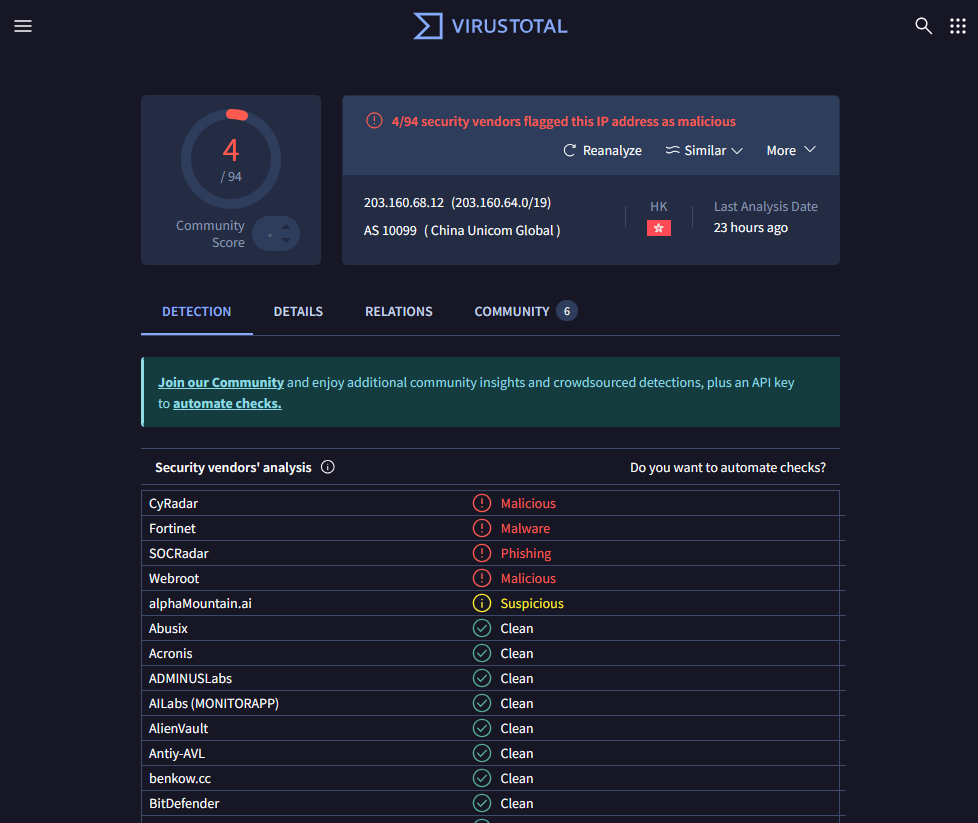 VIRUSTOTAL
4
/ 94
Community
Score
4/94 security vendors flagged this IP address as malicious
Reanalyze Similar More
203.160.68.12 (203.160.64.0/19)
AS 10099 ( China Unicom Global )
HK
Last Analysis Date
23 hours ago
DETECTION DETAILS RELATIONS COMMUNITY 6
Join our Community and enjoy additional community insights and crowdsourced detections, plus an API key
to automate checks.
Security vendors' analysis Do you want to automate checks?
CyRadar Malicious
Fortinet Malware
SOCRadar Phishing
Webroot Malicious
alphaMountain.ai Suspicious
Abusix Clean
Acronis Clean
ADMINUSLabs Clean
AILabs (MONITORAPP) Clean
AlienVault Clean
Antiy-AVL Clean
benkow.cc Clean
BitDefender Clean